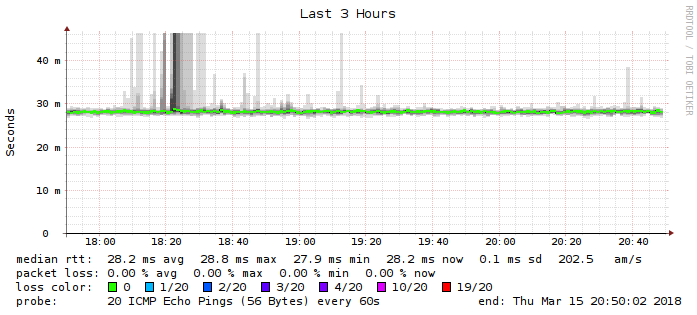 Last 3 Hours
RRDTOOL / TOBI OETIKER
Seconds
40 m
30 m
20 m
10 m
0
18:00 18:20 18:40 19:00 19:20 19:40 20:00 20:20 20:40
median rtt: 28.2 ms avg 28.8 ms max 27.9 ms min 28.2 ms now 0.1 ms sd 202.5 am/s
packet loss: 0.00 % avg 0.00 % max 0.00 % min 0.00 % now
loss color: 0 1/20 2/20 3/20 4/20 10/20 19/20
probe: 20 ICMP Echo Pings (56 Bytes) every 60s end: Thu Mar 15 20:50:02 2018